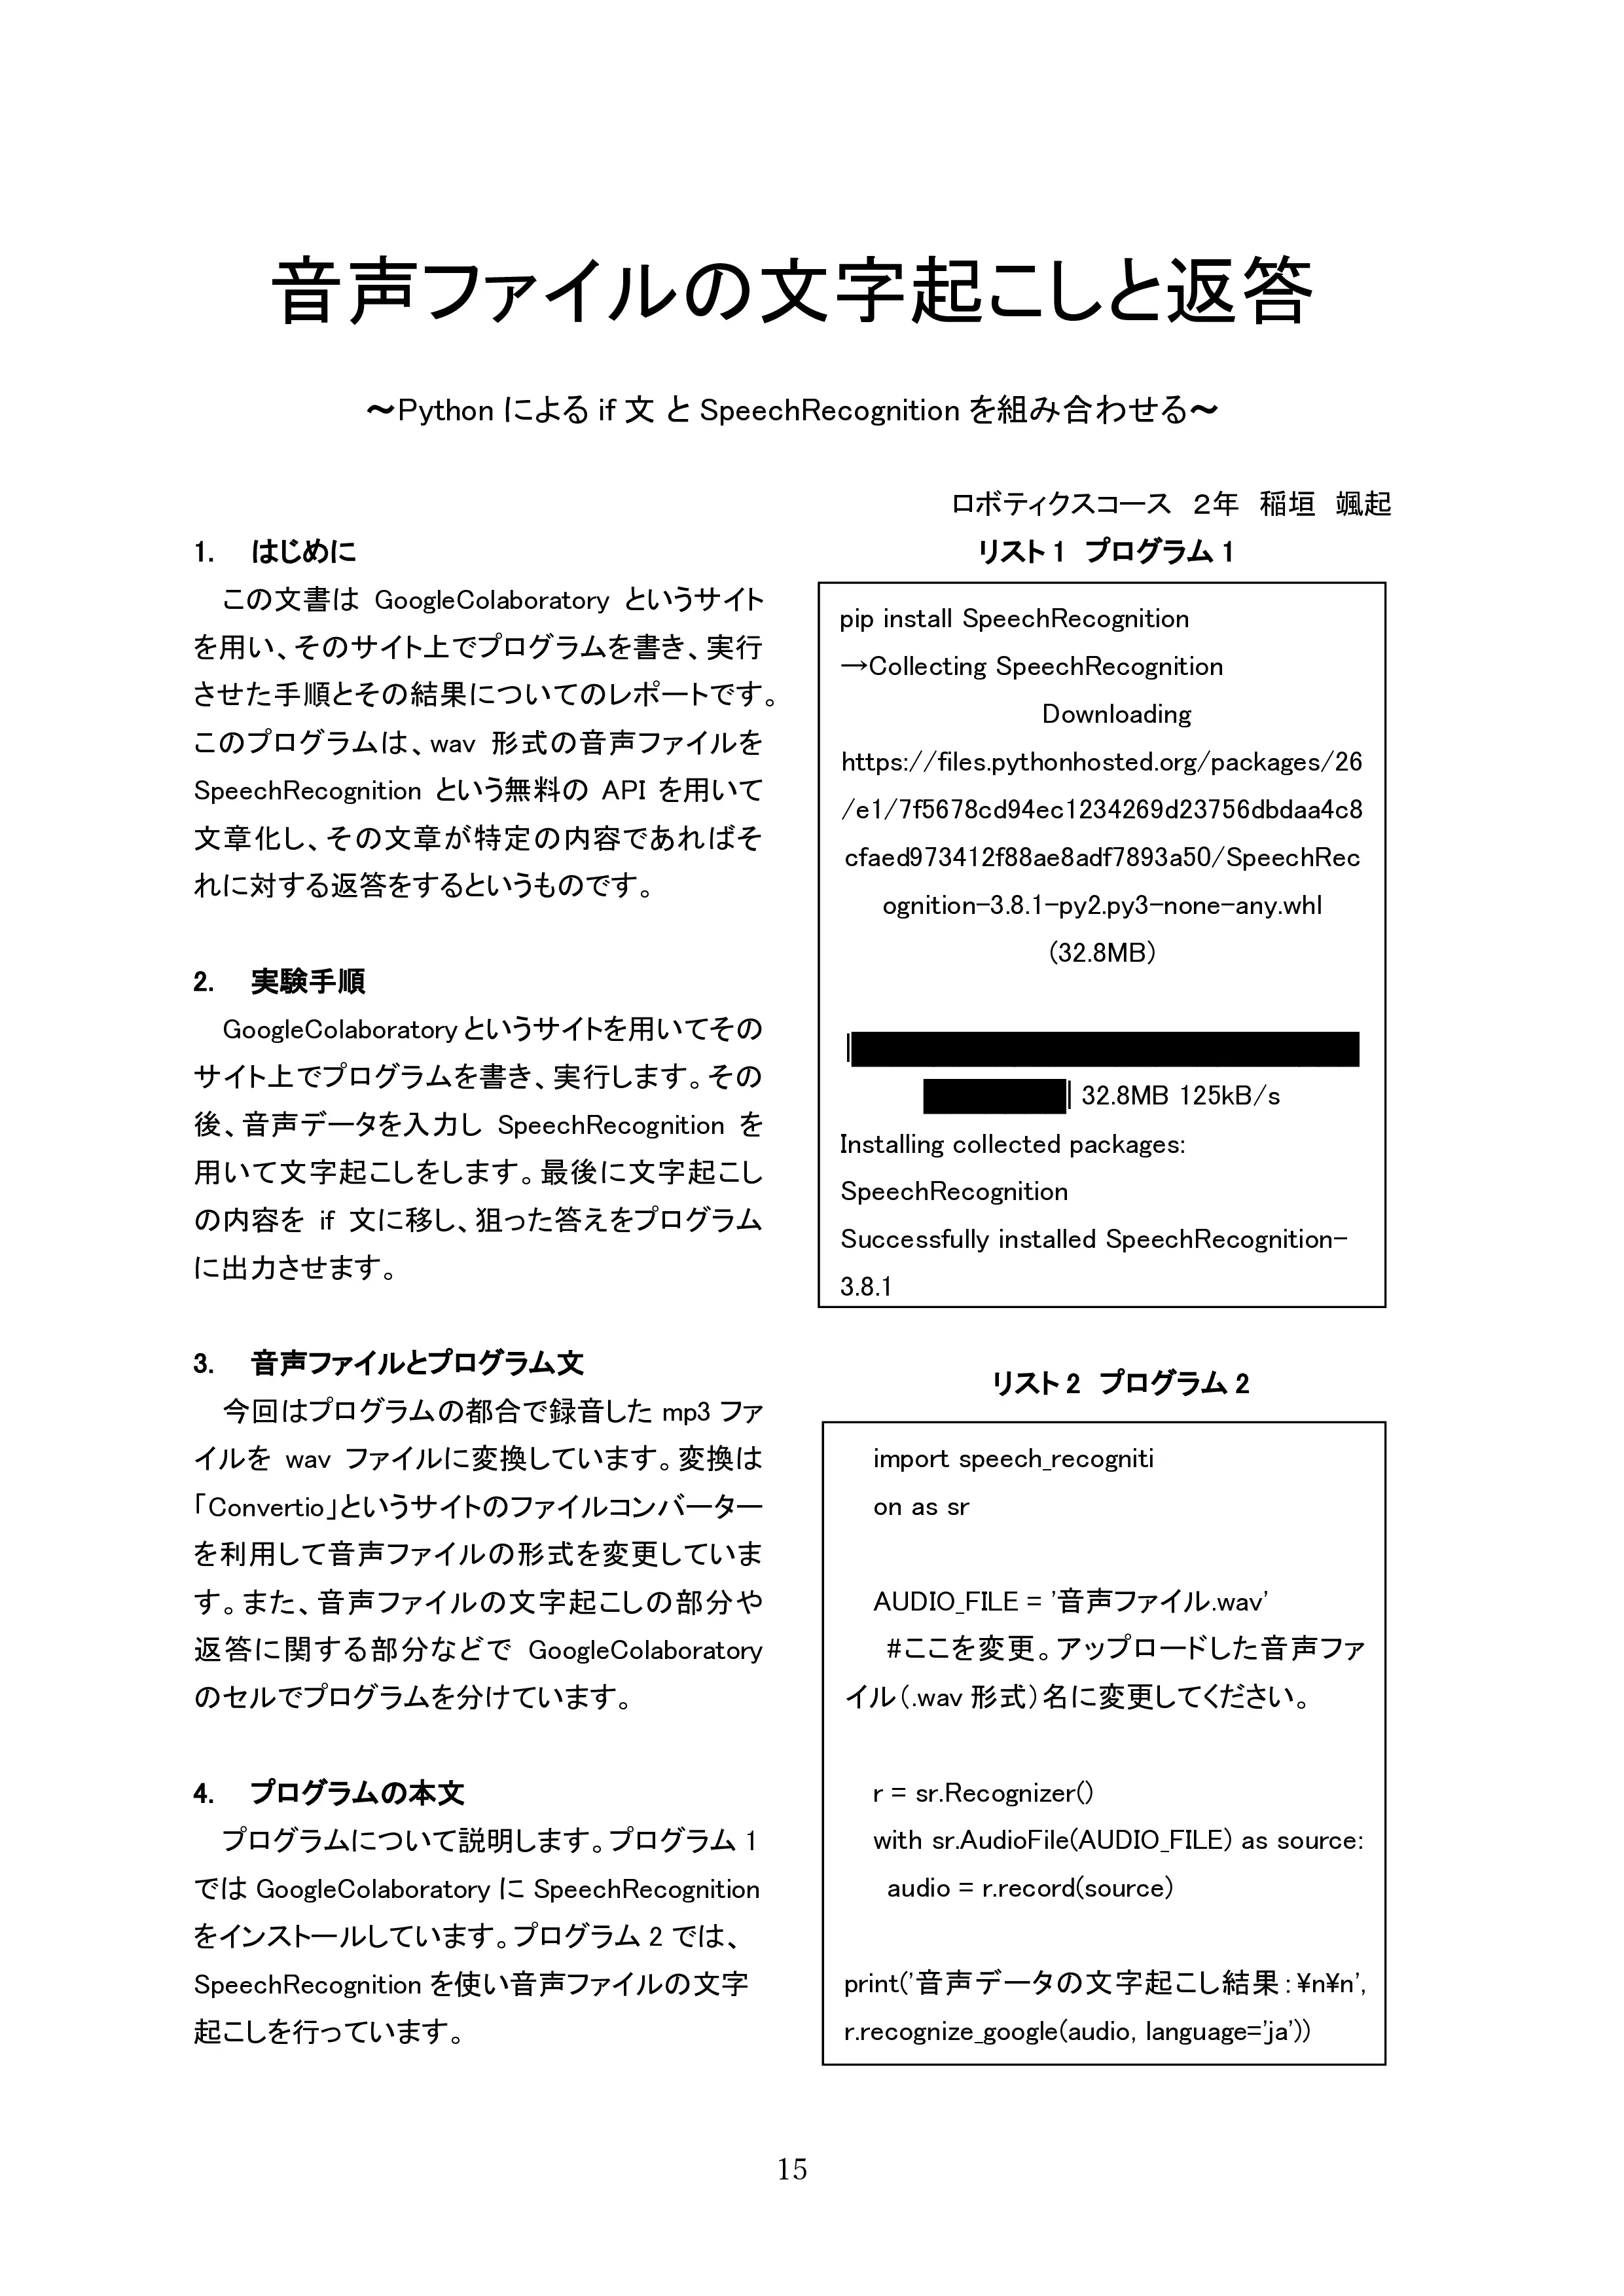 音声ファイルの文字起こしと返答
～Python による if 文 と SpeechRecognition を組み合わせる～
ロボティクスコース　2年　稲垣　颯起
1.　はじめに
この文書は GoogleColaboratory というサイト
を用い、そのサイト上でプログラムを書き、実行
させた手順とその結果についてのレポートです。
このプログラムは、wav 形式の音声ファイルを
SpeechRecognition という無料の API を用いて
文章化し、その文章が特定の内容であればそ
れに対する返答をするというものです。
2.　実験手順
GoogleColaboratory というサイトを用いてその
サイト上でプログラムを書き、実行します。その
後、音声データを入力し SpeechRecognition を
用いて文字起こしをします。最後に文字起こし
の内容を if 文に移し、狙った答えをプログラム
に出力させます。
3.　音声ファイルとプログラム文
今回はプログラムの都合で録音した mp3 ファ
イルを wav ファイルに変換しています。変換は
「Convertio」というサイトのファイルコンバーター
を利用して音声ファイルの形式を変更していま
す。また、音声ファイルの文字起こしの部分や
返答に関する部分などで GoogleColaboratory
のセルでプログラムを分けています。
4.　プログラムの本文
プログラムについて説明します。プログラム 1
では GoogleColaboratory に SpeechRecognition
をインストールしています。プログラム 2 では、
SpeechRecognition を使い音声ファイルの文字
起こしを行っています。
リスト 1　プログラム 1
pip install SpeechRecognition
→Collecting SpeechRecognition
Downloading
https://files.pythonhosted.org/packages/26
/e1/7f5678cd94ec1234269d23756dbdaa4c8
cfaed973412f88ae8adf7893a50/SpeechRec
ognition-3.8.1-py2.py3-none-any.whl
(32.8MB)
| 32.8MB 125kB/s
Installing collected packages:
SpeechRecognition
Successfully installed SpeechRecognition-
3.8.1
リスト 2　プログラム 2
import speech_recogniti
on as sr
AUDIO_FILE = '音声ファイル.wav'
#ここを変更。アップロードした音声ファ
イル(.wav 形式)名に変更してください。
r = sr.Recognizer()
with sr.AudioFile(AUDIO_FILE) as source:
audio = r.record(source)
print('音声データの文字起こし結果:¥n¥n',
r.recognize_google(audio, language='ja'))
15